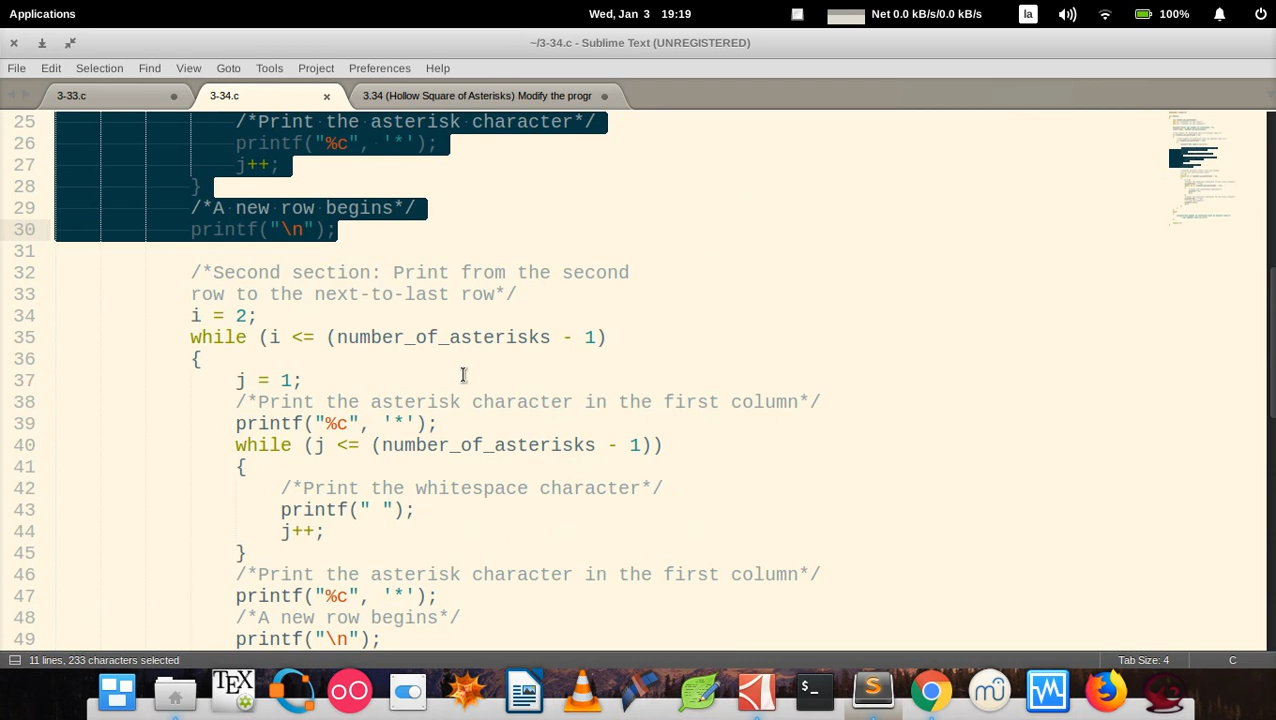 Applications
Wed, Jan 3 19:19
Net 0.0 kB/s/0.0 kB/s
la
100%
~/3-34.c - Sublime Text (UNREGISTERED)
File Edit Selection Find View Goto Tools Project Preferences Help
3-33.c
3-34.c
3.34 (Hollow Square of Asterisks) Modify the progr
25 /*Print the asterisk character*/
26 printf("%c", '*');
27 j++;
28 }
29 /*A new row begins*/
30 printf("\n");
31
32 /*Second section: Print from the second
33 row to the next-to-last row*/
34 i = 2;
35 while (i <= (number_of_asterisks - 1)
36 {
37 j = 1;
38 /*Print the asterisk character in the first column*/
39 printf("%c", '*');
40 while (j <= (number_of_asterisks - 1))
41 {
42 /*Print the whitespace character*/
43 printf(" ");
44 j++;
45 }
46 /*Print the asterisk character in the first column*/
47 printf("%c", '*');
48 /*A new row begins*/
49 printf("\n");
11 lines, 233 characters selected
Tab Size: 4
C
TEX